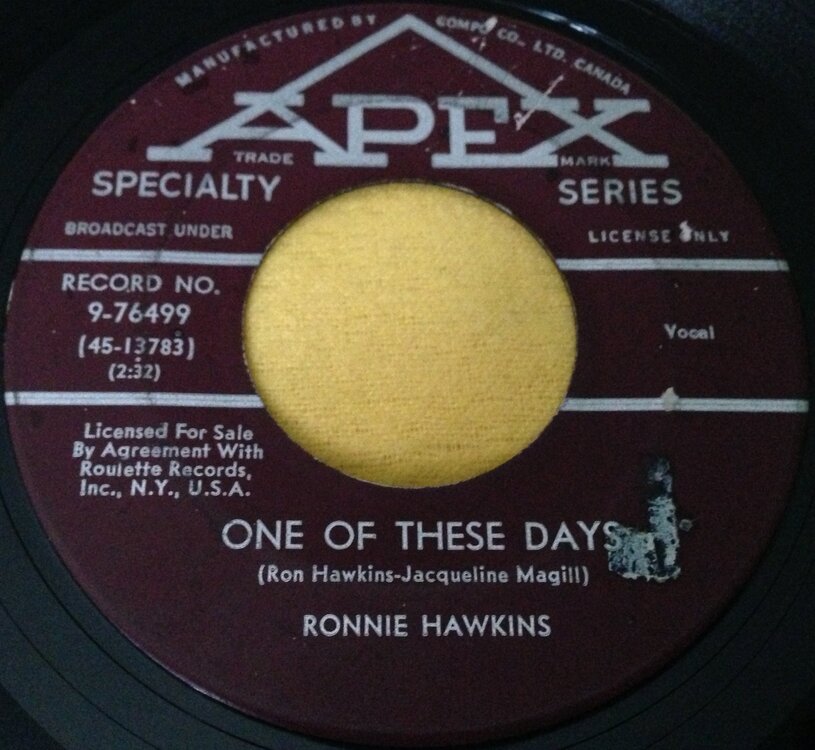 MANUFACTURED BY COMPO CO., LTD. CANADA
APEX
TRADE MARK
SPECIALTY SERIES
BROADCAST UNDER LICENSE ONLY
RECORD NO.
9-76499
(45-13783)
(2:32)
Vocal
Licensed For Sale
By Agreement With
Roulette Records,
Inc., N.Y., U.S.A.
ONE OF THESE DAYS
(Ron Hawkins-Jacqueline Magill)
RONNIE HAWKINS